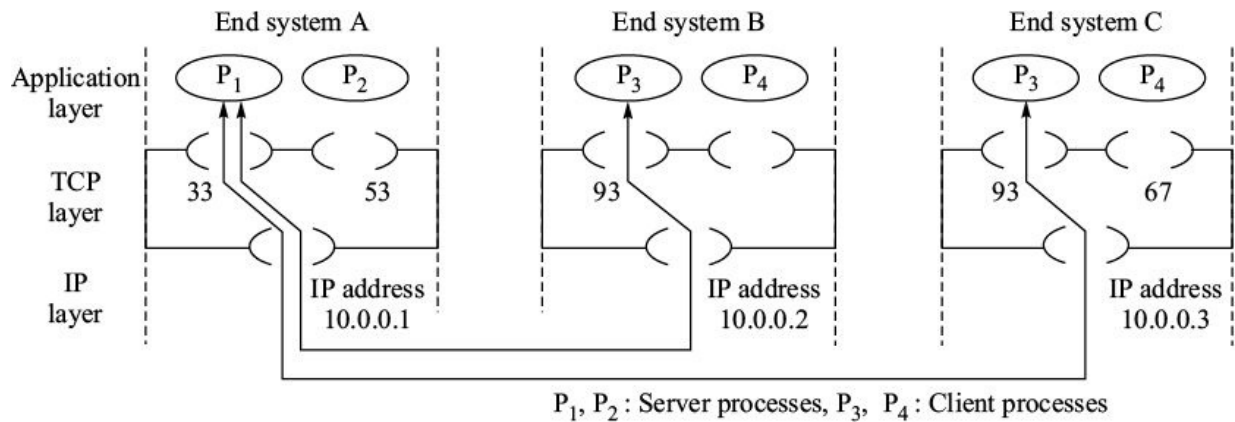 End system A End system B End system C
Application layer P1 P2 P3 P4 P3 P4
TCP layer 33 53 93 93 67
IP layer IP address 10.0.0.1 IP address 10.0.0.2 IP address 10.0.0.3
P1, P2 : Server processes, P3, P4 : Client processes